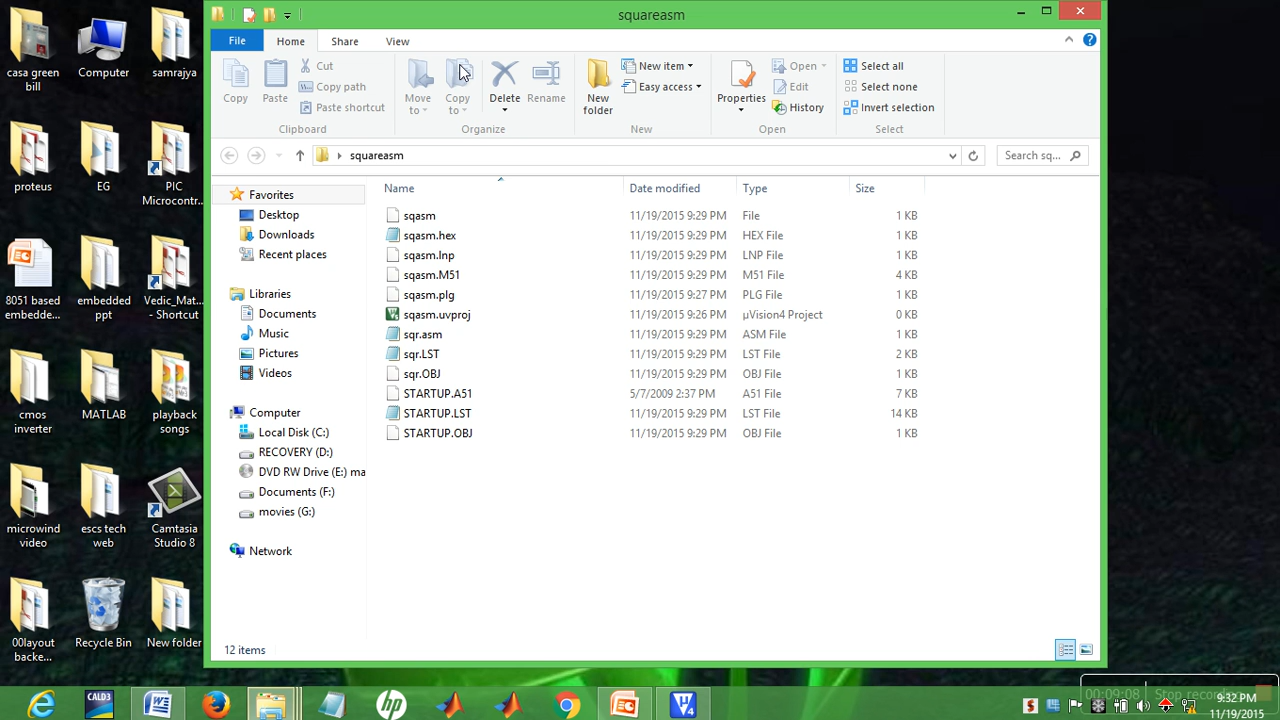 squareasm
File
Home
Share
View
Copy
Paste
Cut
Copy path
Paste shortcut
Clipboard
Move to
Copy to
Delete
Rename
Organize
New folder
New item
Easy access
New
Properties
Open
Edit
History
Open
Select all
Select none
Invert selection
Select
squareasm
Search sq...
Name Date modified Type Size
sqasm 11/19/2015 9:29 PM File 1 KB
sqasm.hex 11/19/2015 9:29 PM HEX File 1 KB
sqasm.lnp 11/19/2015 9:29 PM LNP File 1 KB
sqasm.M51 11/19/2015 9:29 PM M51 File 4 KB
sqasm.plg 11/19/2015 9:27 PM PLG File 1 KB
sqasm.uvproj 11/19/2015 9:26 PM µVision4 Project 0 KB
sqr.asm 11/19/2015 9:29 PM ASM File 1 KB
sqr.LST 11/19/2015 9:29 PM LST File 2 KB
sqr.OBJ 11/19/2015 9:29 PM OBJ File 1 KB
STARTUP.A51 5/7/2009 2:37 PM A51 File 7 KB
STARTUP.LST 11/19/2015 9:29 PM LST File 14 KB
STARTUP.OBJ 11/19/2015 9:29 PM OBJ File 1 KB
Favorites
Desktop
Downloads
Recent places
Libraries
Documents
Music
Pictures
Videos
Computer
Local Disk (C:)
RECOVERY (D:)
DVD RW Drive (E:) ma
Documents (F:)
movies (G:)
Network
12 items
casa green bill
Computer
samrajya
proteus
EG
PIC Microcontr...
8051 based embedde...
embedded ppt
Vedic_Mat... - Shortcut
cmos inverter
MATLAB
playback songs
microwind video
escs tech web
Camtasia Studio 8
00layout backe...
Recycle Bin
New folder
CALD3
00:09:08
Stop
9:32 PM
11/19/2015